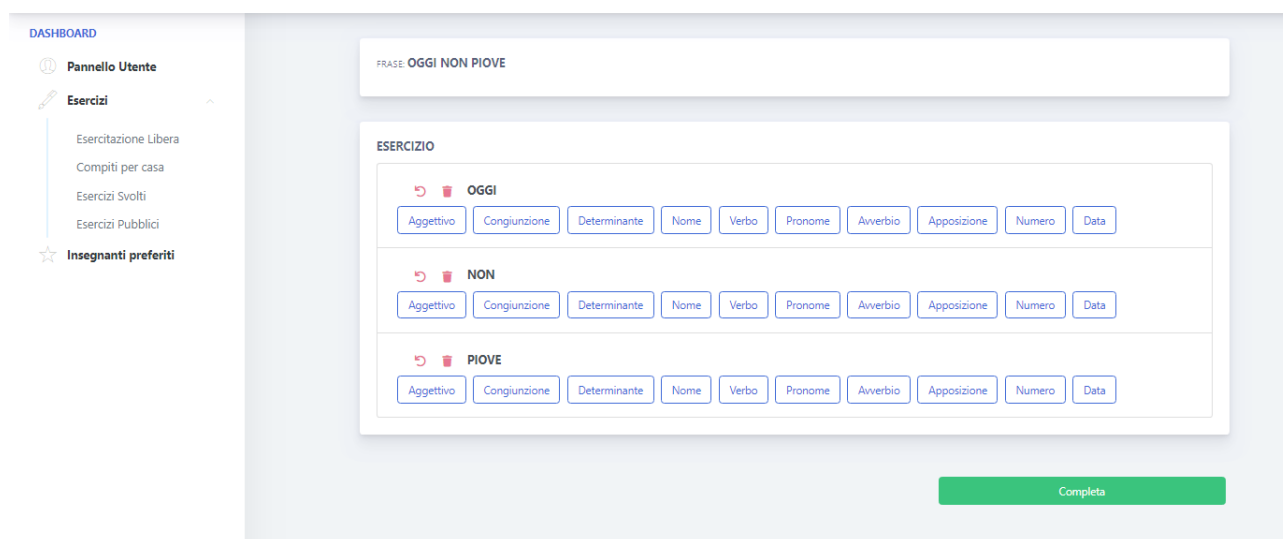 DASHBOARD
Pannello Utente
Esercizi
Esercitazione Libera
Compiti per casa
Esercizi Svolti
Esercizi Pubblici
Insegnanti preferiti
FRASE: OGGI NON PIOVE
ESERCIZIO
OGGI
Aggettivo Congiunzione Determinante Nome Verbo Pronome Avverbio Apposizione Numero Data
NON
Aggettivo Congiunzione Determinante Nome Verbo Pronome Avverbio Apposizione Numero Data
PIOVE
Aggettivo Congiunzione Determinante Nome Verbo Pronome Avverbio Apposizione Numero Data
Completa